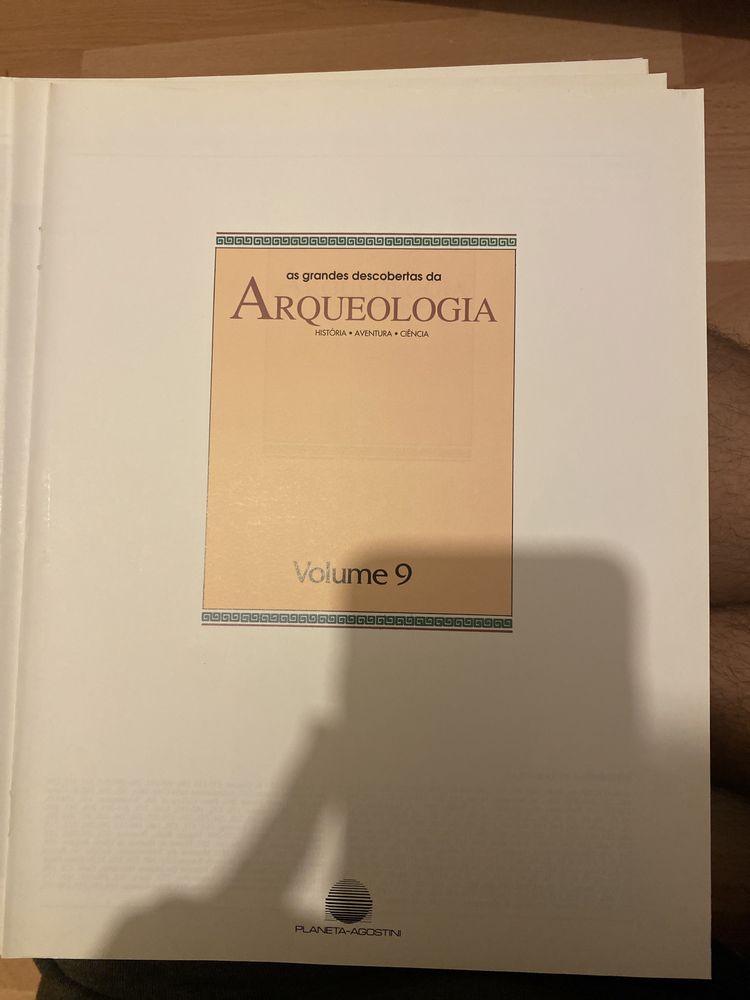 as grandes descobertas da
ARQUEOLOGIA
HISTÓRIA • AVENTURA • CIÊNCIA
Volume 9
PLANETA-AGOSTINI